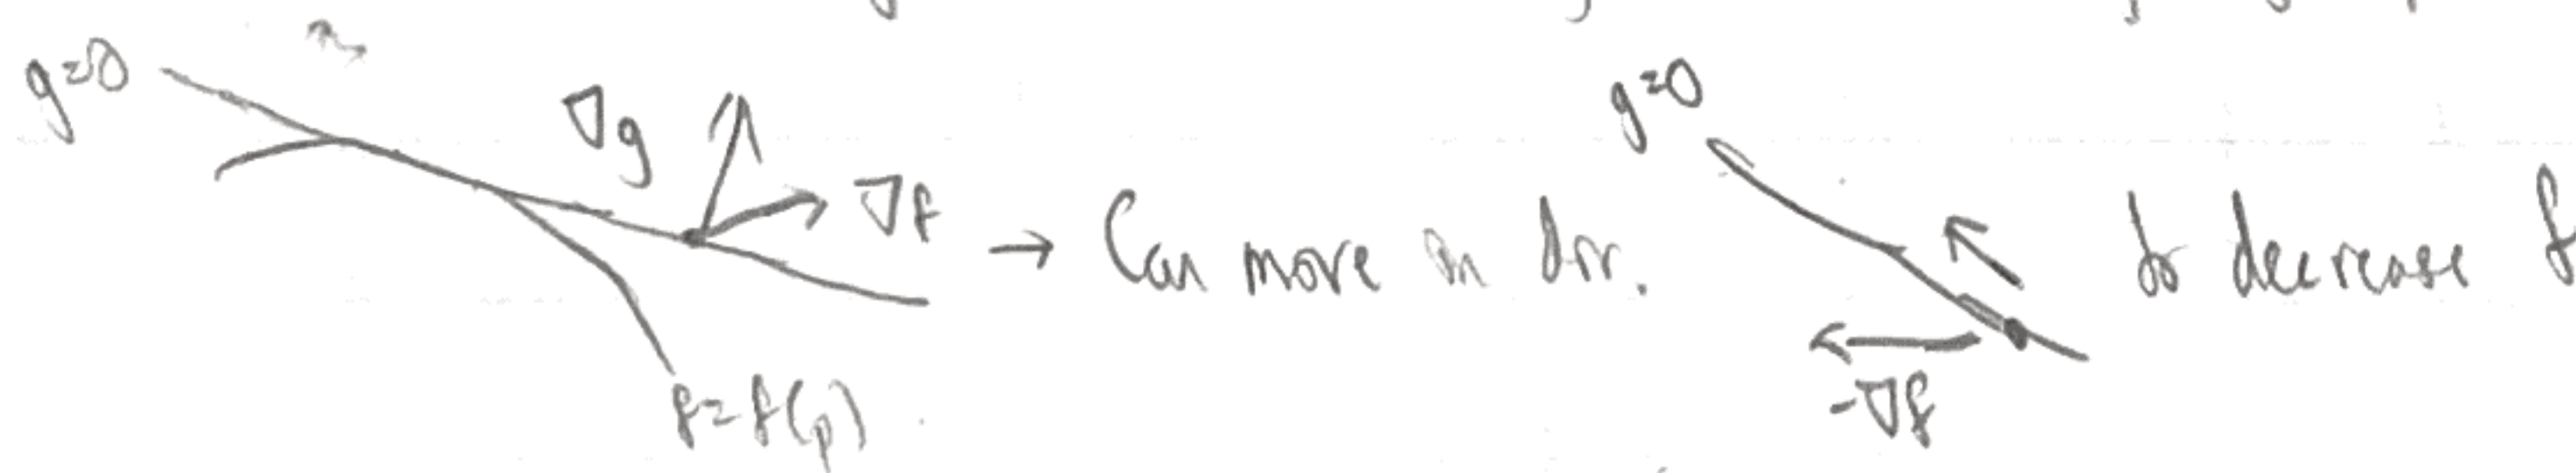 g=0
∇g
∇f
→ Can move in dir.
g=0
to decrease f
-∇f
f=f(p)